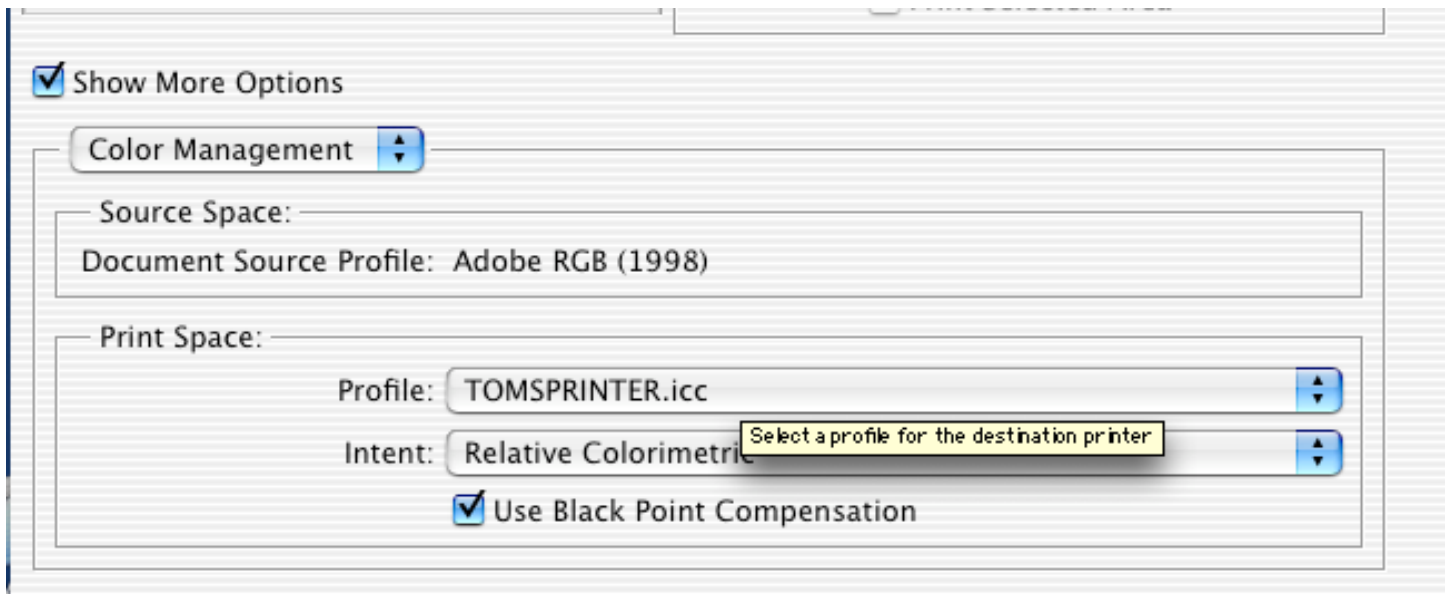 Show More Options
Color Management
Source Space:
Document Source Profile: Adobe RGB (1998)
Print Space:
Profile: TOMSPRINTER.icc
Select a profile for the destination printer
Intent: Relative Colorimetric
Use Black Point Compensation